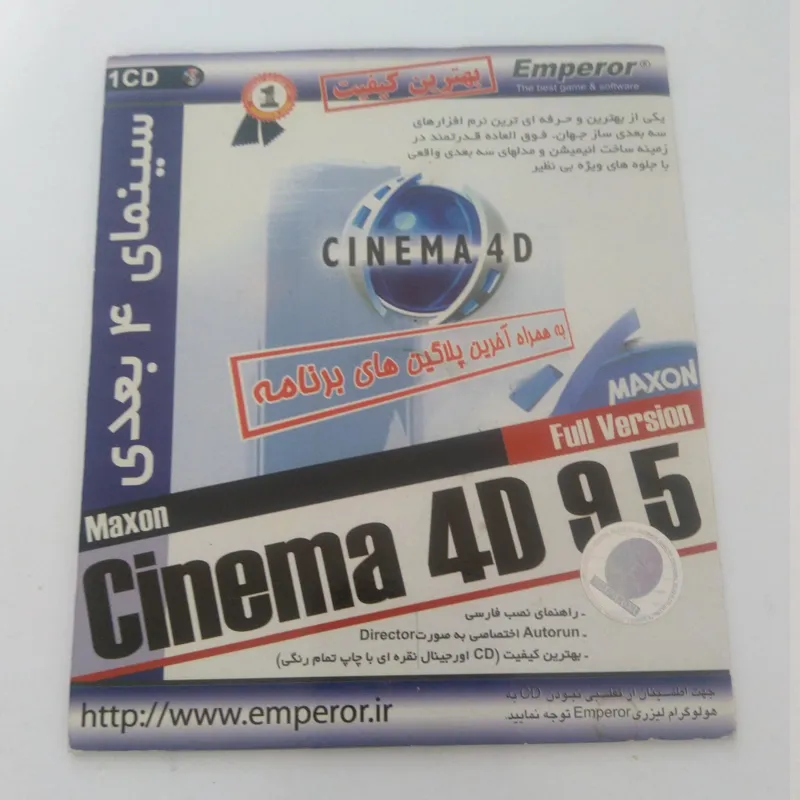 1CD
1
بهترین کیفیت
Emperor®
The best game & software
یکی از بهترین و حرفه ای ترین نرم افزارهای
سه بعدی ساز جهان. فوق العاده قدرتمند در
زمینه ساخت انیمیشن و مدلهای سه بعدی واقعی
با جلوه های ویژه بی نظیر
سینمای ۴ بعدی
CINEMA 4D
به همراه آخرین پلاگین های برنامه
MAXON
Full Version
Maxon
Cinema 4D 9 5
- راهنمای نصب فارسی
- Autorun اختصاصی به صورت Director
- بهترین کیفیت (CD اورجینال نقره ای با چاپ تمام رنگی)
جهت اطمینان از تقلبی نبودن CD به
هولوگرام لیزری Emperor توجه نمایید.
http://www.emperor.ir